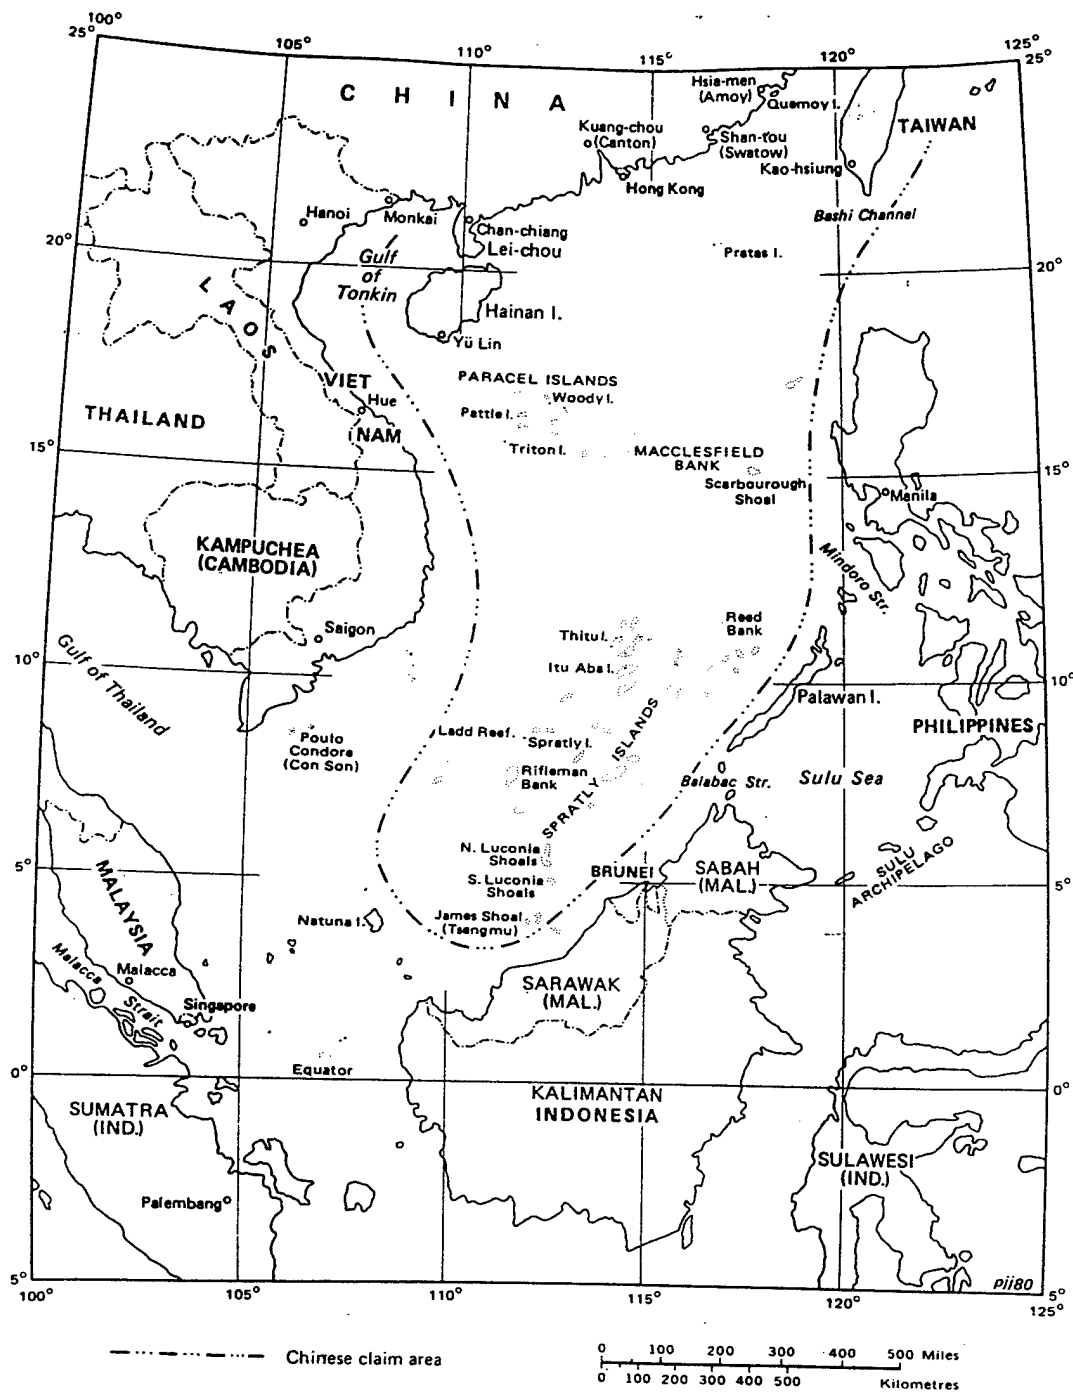 100° 105° 110° 115° 120° 125°
25° 25°
C H I N A
Hsia-men
(Amoy)
Quemoy I.
TAIWAN
Kuang-chou
(Canton)
Shan-tou
(Swatow)
Kao-hsiung
Hong Kong
Hanoi
Monkai
Chan-chiang
Lei-chou
Bashi Channel
Pratas I.
20° 20°
Gulf
of
Tonkin
Hainan I.
Yü Lin
LAOS
VIET
NAM
Hue
PARACEL ISLANDS
Woody I.
Pattle I.
Triton I.
THAILAND
MACCLESFIELD
BANK
Scarbourough
Shoal
15° 15°
Manila
KAMPUCHEA
(CAMBODIA)
Mindoro Str.
Saigon
Thitu I.
Reed
Bank
Itu Aba I.
10° 10°
Gulf of Thailand
Palawan I.
PHILIPPINES
Poulo
Condore
(Con Son)
Ladd Reef.
Spratly I.
SPRATLY ISLANDS
Rifleman
Bank
Balabac Str.
Sulu Sea
N. Luconia
Shoals
S. Luconia
Shoals
BRUNEI
SABAH
(MAL.)
SULU
ARCHIPELAGO
5° 5°
MALAYSIA
Natuna I.
James Shoal
(Tsengmu)
Malacca
Malacca Strait
Singapore
SARAWAK
(MAL.)
Equator
0° 0°
KALIMANTAN
INDONESIA
SUMATRA
(IND.)
SULAWESI
(IND.)
Palembang
pii80
5° 5°
100° 105° 110° 115° 120° 125°
Chinese claim area
0 100 200 300 400 500 Miles
0 100 200 300 400 500 Kilometres